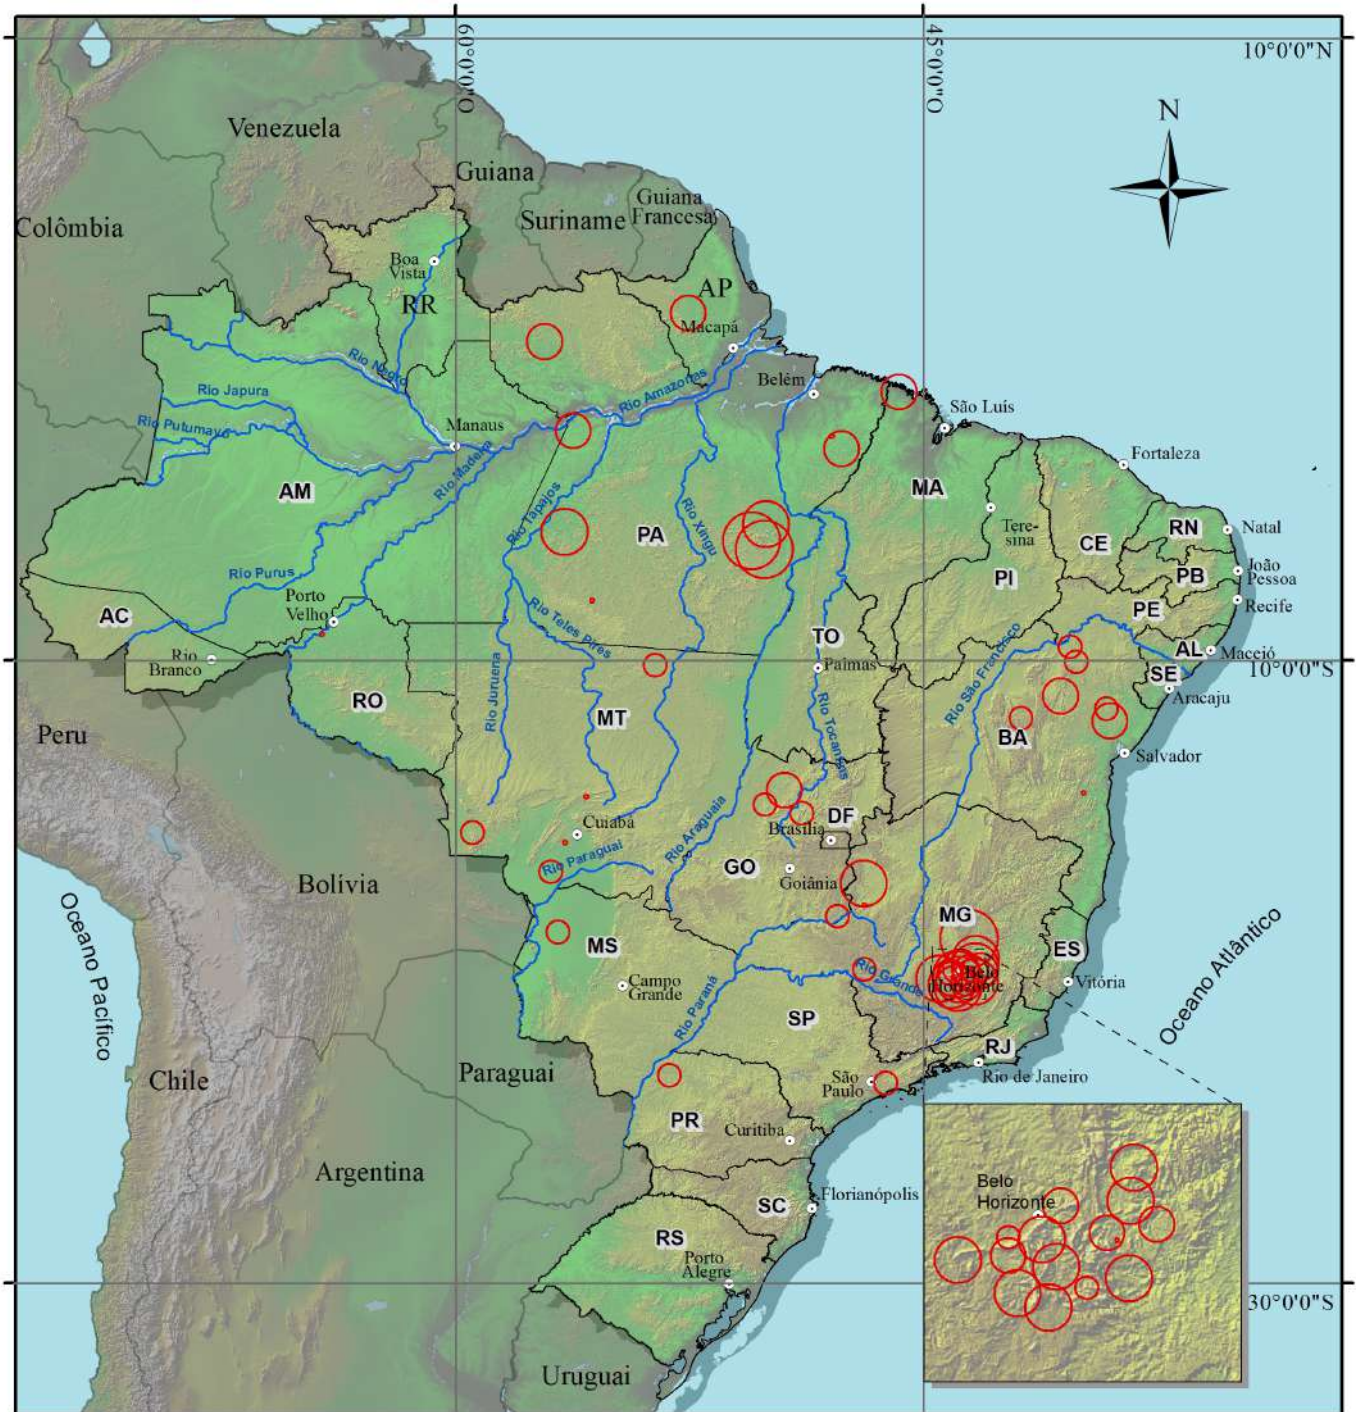 60°0'0"O
45°0'0"O
10°0'0"N
N
Venezuela
Guiana
Suriname
Guiana
Francesa
Colômbia
Boa
Vista
RR
AP
Macapá
Belém
Rio Negro
Rio Japura
Rio Putumayo
Manaus
Rio Madeira
Rio Amazonas
São Luís
Fortaleza
AM
Rio Tapajos
PA
Rio Xingu
MA
Tere-
sina
CE
RN
Natal
João
Pessoa
PB
PI
Rio Purus
Porto
Velho
PE
Recife
AC
Rio
Branco
Rio Teles Pires
TO
Palmas
Rio São Francisco
AL
Maceió
10°0'0"S
SE
Aracaju
RO
Rio Juruena
MT
Rio Tocantins
BA
Salvador
Peru
Cuiabá
Rio Paraguai
Rio Araguaia
Brasília
DF
GO
Goiânia
Bolívia
Oceano Pacífico
MS
Campo
Grande
MG
Belo
Horizonte
Rio Grande
ES
Vitória
Oceano Atlântico
Rio Paraná
SP
RJ
Rio de Janeiro
São
Paulo
Chile
Paraguai
PR
Curitiba
Argentina
SC
Florianópolis
RS
Porto
Alegre
Belo
Horizonte
30°0'0"S
Uruguai